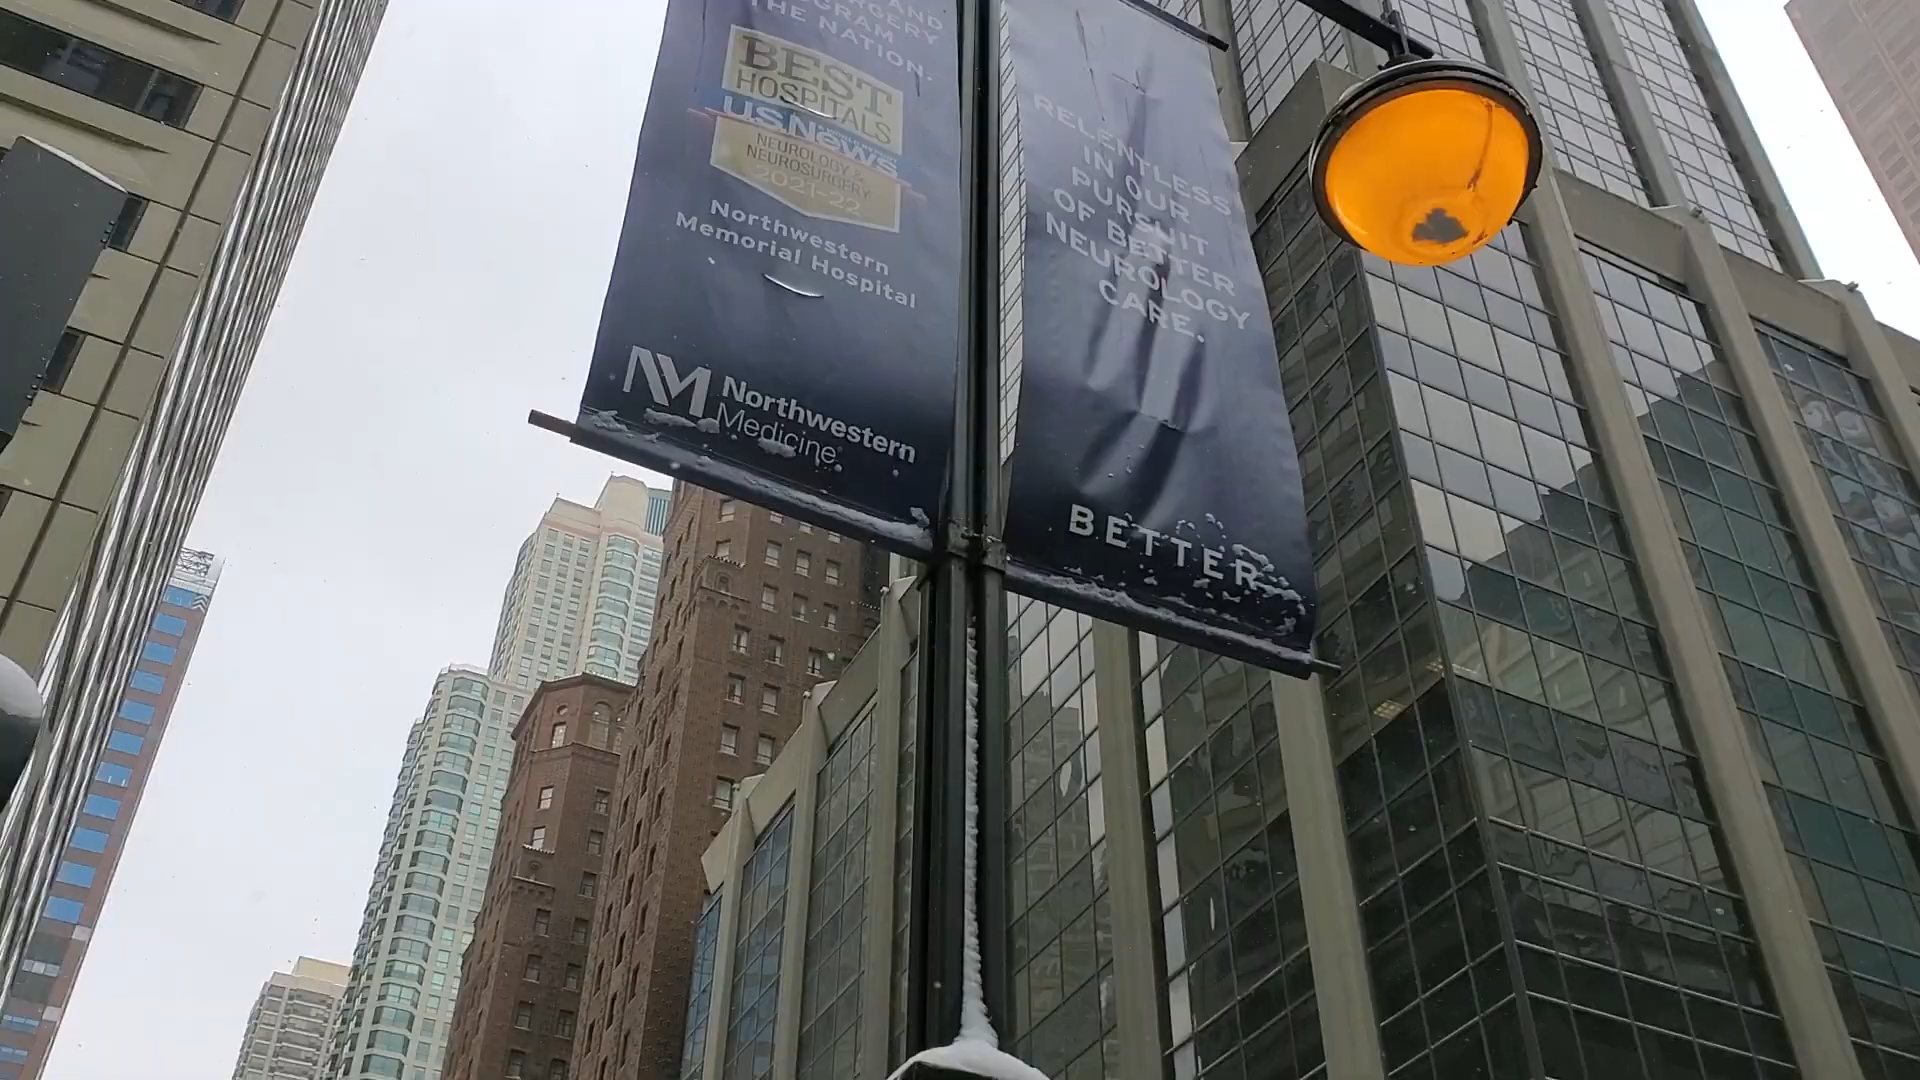 GRAM
THE NATION.
BEST
HOSPITALS
U.S. News
NEUROLOGY &
NEUROSURGERY
2021-22
Northwestern
Memorial Hospital
NM Northwestern
Medicine
RELENTLESS
IN OUR
PURSUIT
OF BETTER
NEUROLOGY
CARE.
BETTER